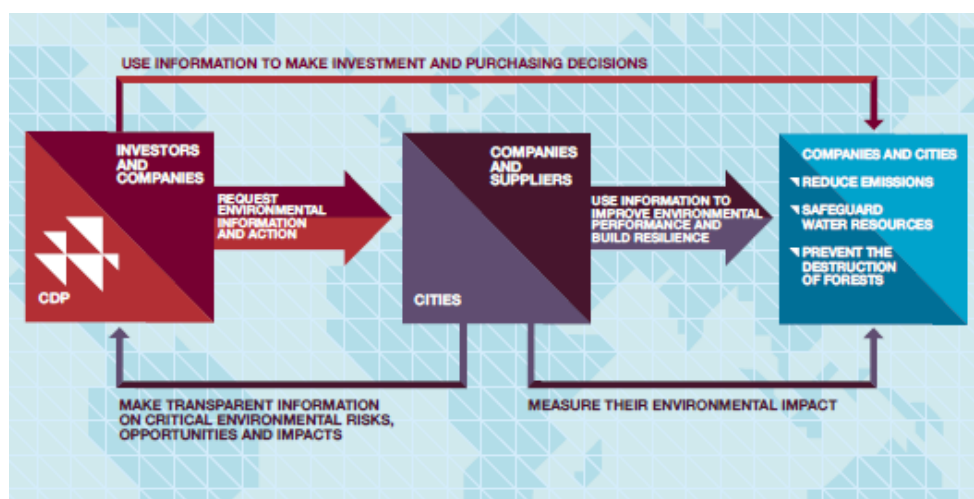 USE INFORMATION TO MAKE INVESTMENT AND PURCHASING DECISIONS
INVESTORS
AND
COMPANIES
CDP
REQUEST
ENVIRONMENTAL
INFORMATION
AND ACTION
COMPANIES
AND
SUPPLIERS
CITIES
USE INFORMATION TO
IMPROVE ENVIRONMENTAL
PERFORMANCE AND
BUILD RESILIENCE
COMPANIES AND CITIES
REDUCE EMISSIONS
SAFEGUARD
WATER RESOURCES
PREVENT THE
DESTRUCTION
OF FORESTS
MAKE TRANSPARENT INFORMATION
ON CRITICAL ENVIRONMENTAL RISKS,
OPPORTUNITIES AND IMPACTS
MEASURE THEIR ENVIRONMENTAL IMPACT